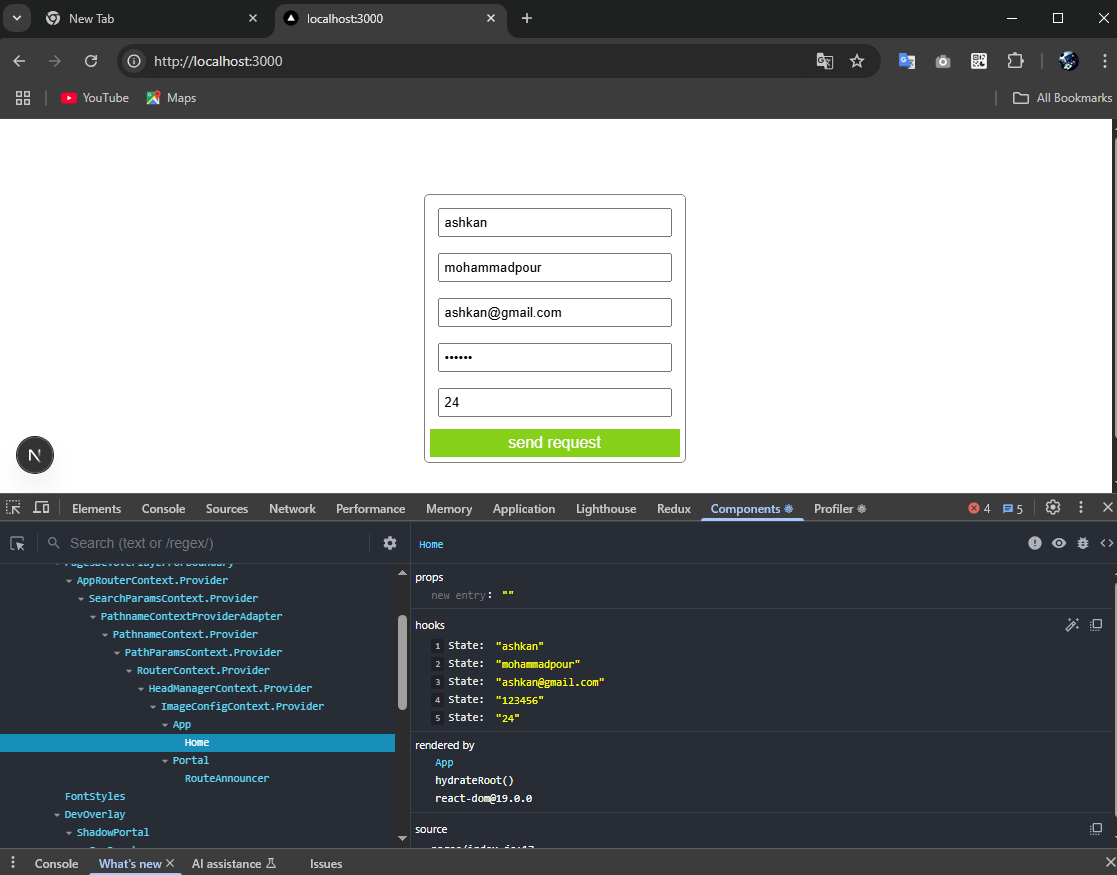 New Tab
localhost:3000
http://localhost:3000
YouTube Maps All Bookmarks
ashkan
mohammadpour
ashkan@gmail.com
••••••
24
send request
N
Elements Console Sources Network Performance Memory Application Lighthouse Redux Components Profiler 4 5
Search (text or /regex/)
AppRouterContext.Provider
SearchParamsContext.Provider
PathnameContextProviderAdapter
PathnameContext.Provider
PathParamsContext.Provider
RouterContext.Provider
HeadManagerContext.Provider
ImageConfigContext.Provider
App
Home
Portal
RouteAnnouncer
FontStyles
DevOverlay
ShadowPortal
Home
props
new entry: ""
hooks
1 State: "ashkan"
2 State: "mohammadpour"
3 State: "ashkan@gmail.com"
4 State: "123456"
5 State: "24"
rendered by
App
hydrateRoot()
react-dom@19.0.0
source
Console What's new AI assistance Issues